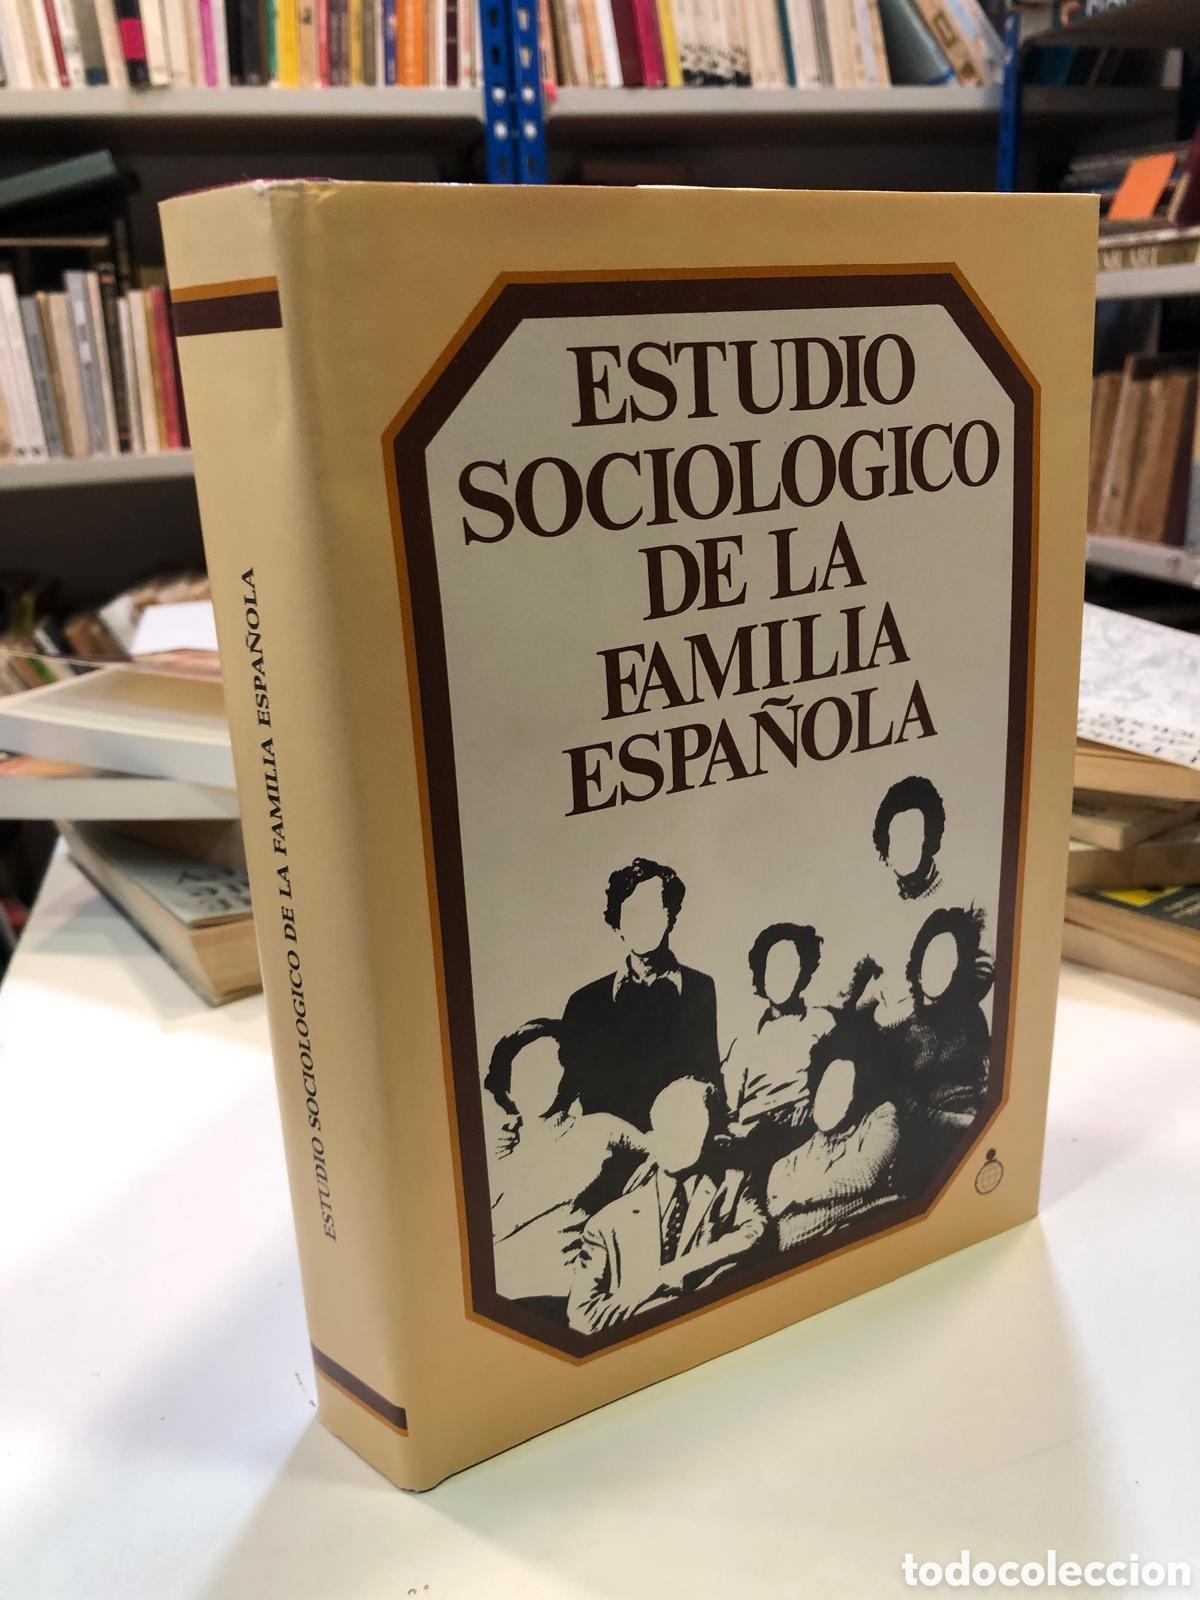 ESTUDIO
SOCIOLOGICO
DE LA
FAMILIA
ESPAÑOLA
ESTUDIO SOCIOLOGICO DE LA FAMILIA ESPAÑOLA
todocoleccion